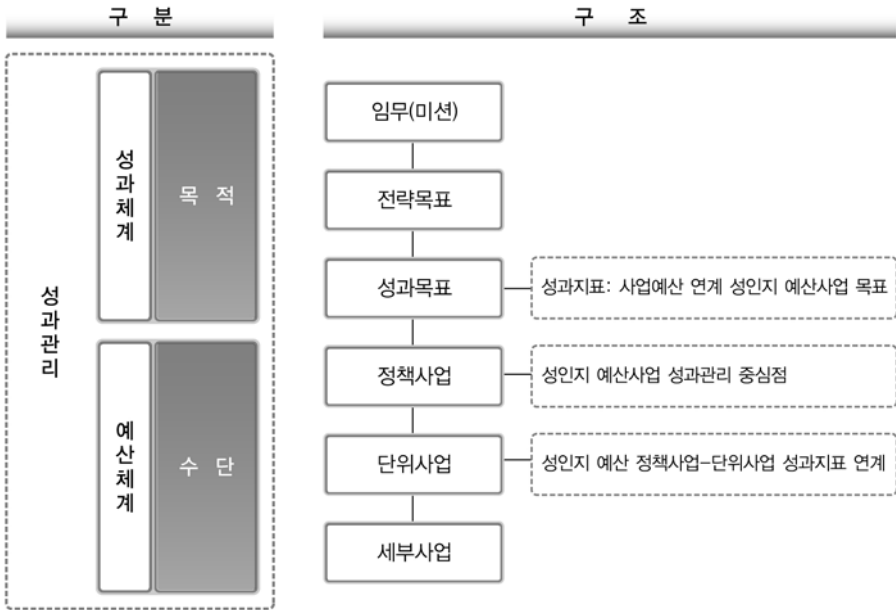 구 분
구 조
성과관리
성과체계
목 적
예산체계
수 단
임무(미션)
전략목표
성과목표
성과지표: 사업예산 연계 성인지 예산사업 목표
정책사업
성인지 예산사업 성과관리 중심점
단위사업
성인지 예산 정책사업-단위사업 성과지표 연계
세부사업